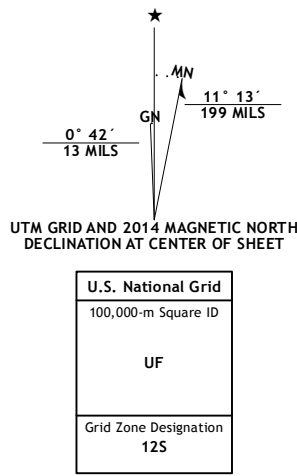 MN
GN
11° 13´
199 MILS
0° 42´
13 MILS
UTM GRID AND 2014 MAGNETIC NORTH
DECLINATION AT CENTER OF SHEET
U.S. National Grid
100,000-m Square ID
UF
Grid Zone Designation
12S